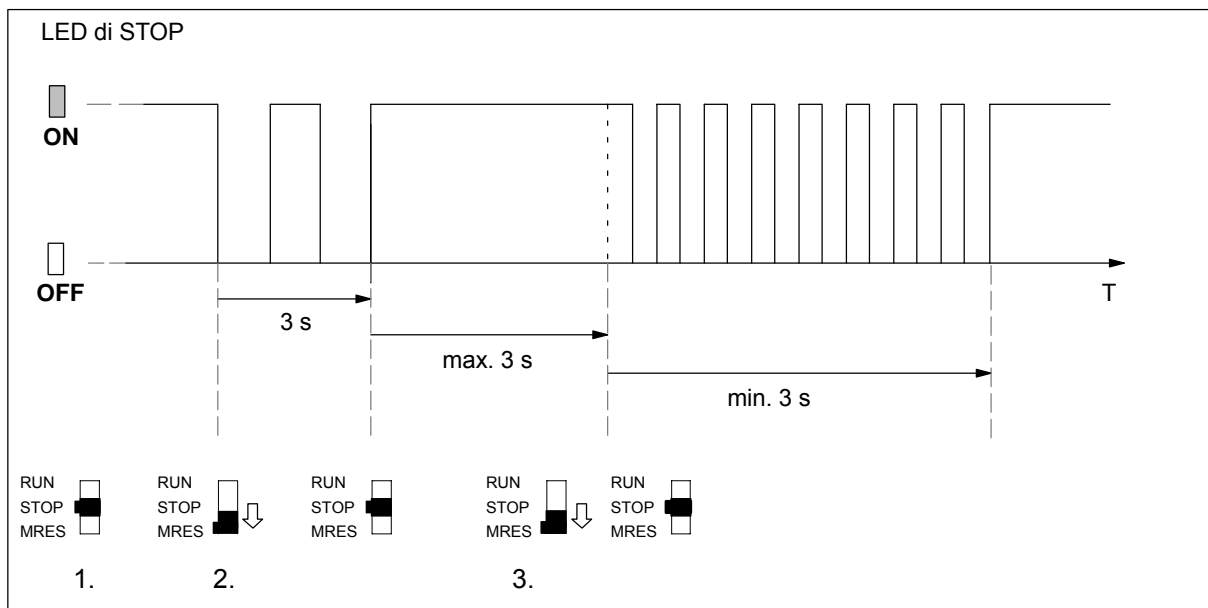 LED di STOP
ON
OFF
T
3 s
max. 3 s
min. 3 s
RUN
STOP
MRES
RUN
STOP
MRES
RUN
STOP
MRES
RUN
STOP
MRES
RUN
STOP
MRES
1.
2.
3.